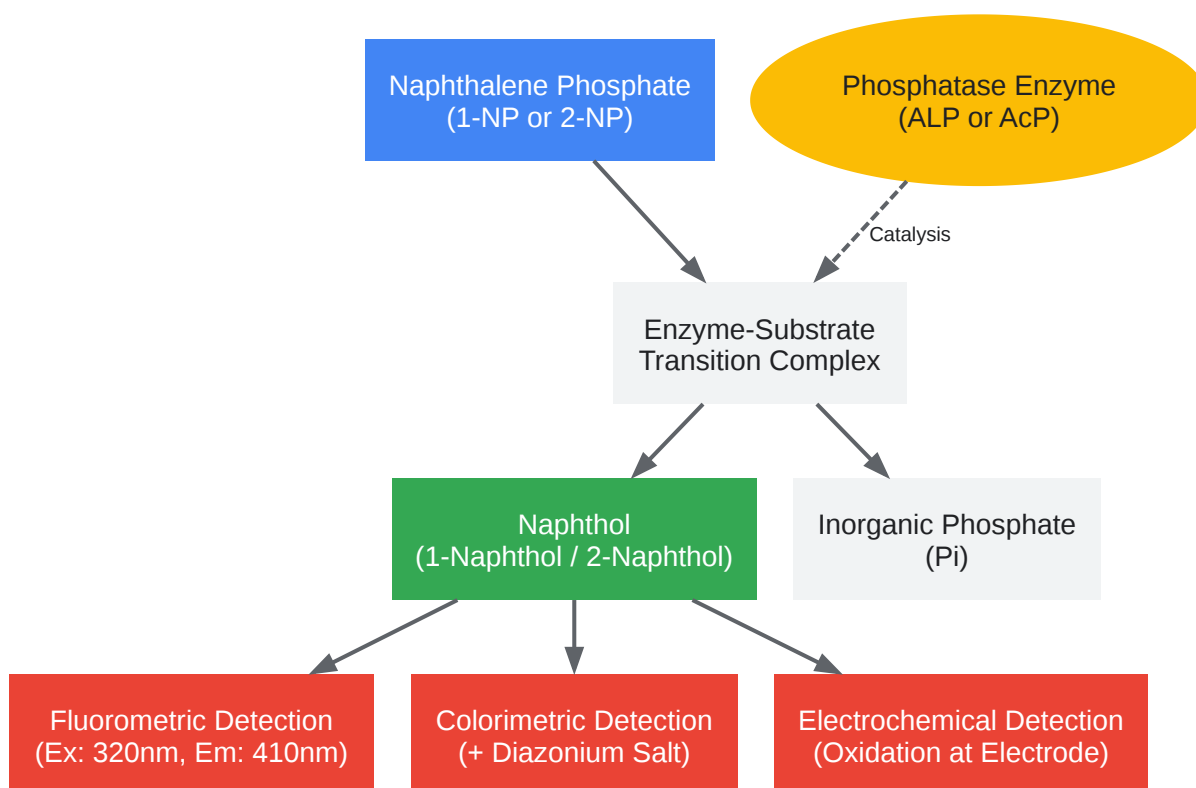 Naphthalene Phosphate
(1-NP or 2-NP)
Phosphatase Enzyme
(ALP or AcP)
Catalysis
Enzyme-Substrate
Transition Complex
Naphthol
(1-Naphthol / 2-Naphthol)
Inorganic Phosphate
(Pi)
Fluorometric Detection
(Ex: 320nm, Em: 410nm)
Colorimetric Detection
(+ Diazonium Salt)
Electrochemical Detection
(Oxidation at Electrode)